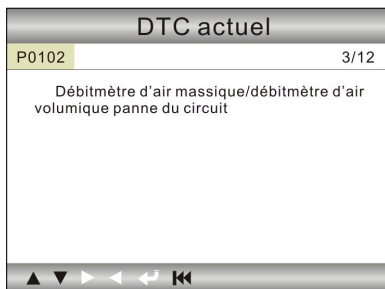 DTC actuel
P0102 3/12
Débitmètre d'air massique/débitmètre d'air
volumique panne du circuit